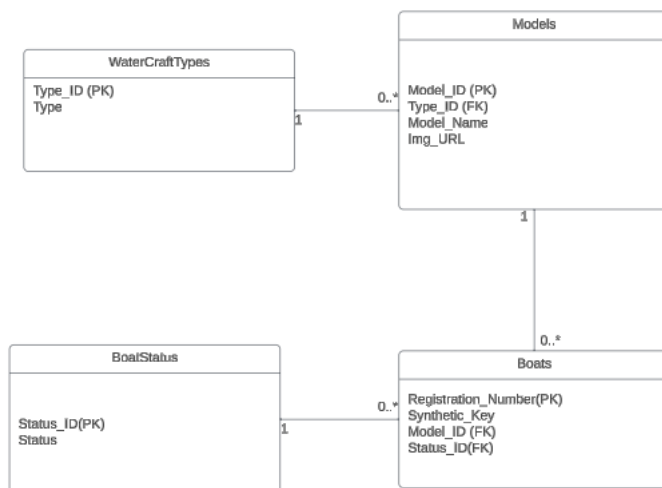 WaterCraftTypes
Type_ID (PK)
Type
1
0..*
Models
Model_ID (PK)
Type_ID (FK)
Model_Name
Img_URL
1
0..*
BoatStatus
Status_ID(PK)
Status
1
0..*
Boats
Registration_Number(PK)
Synthetic_Key
Model_ID (FK)
Status_ID(FK)